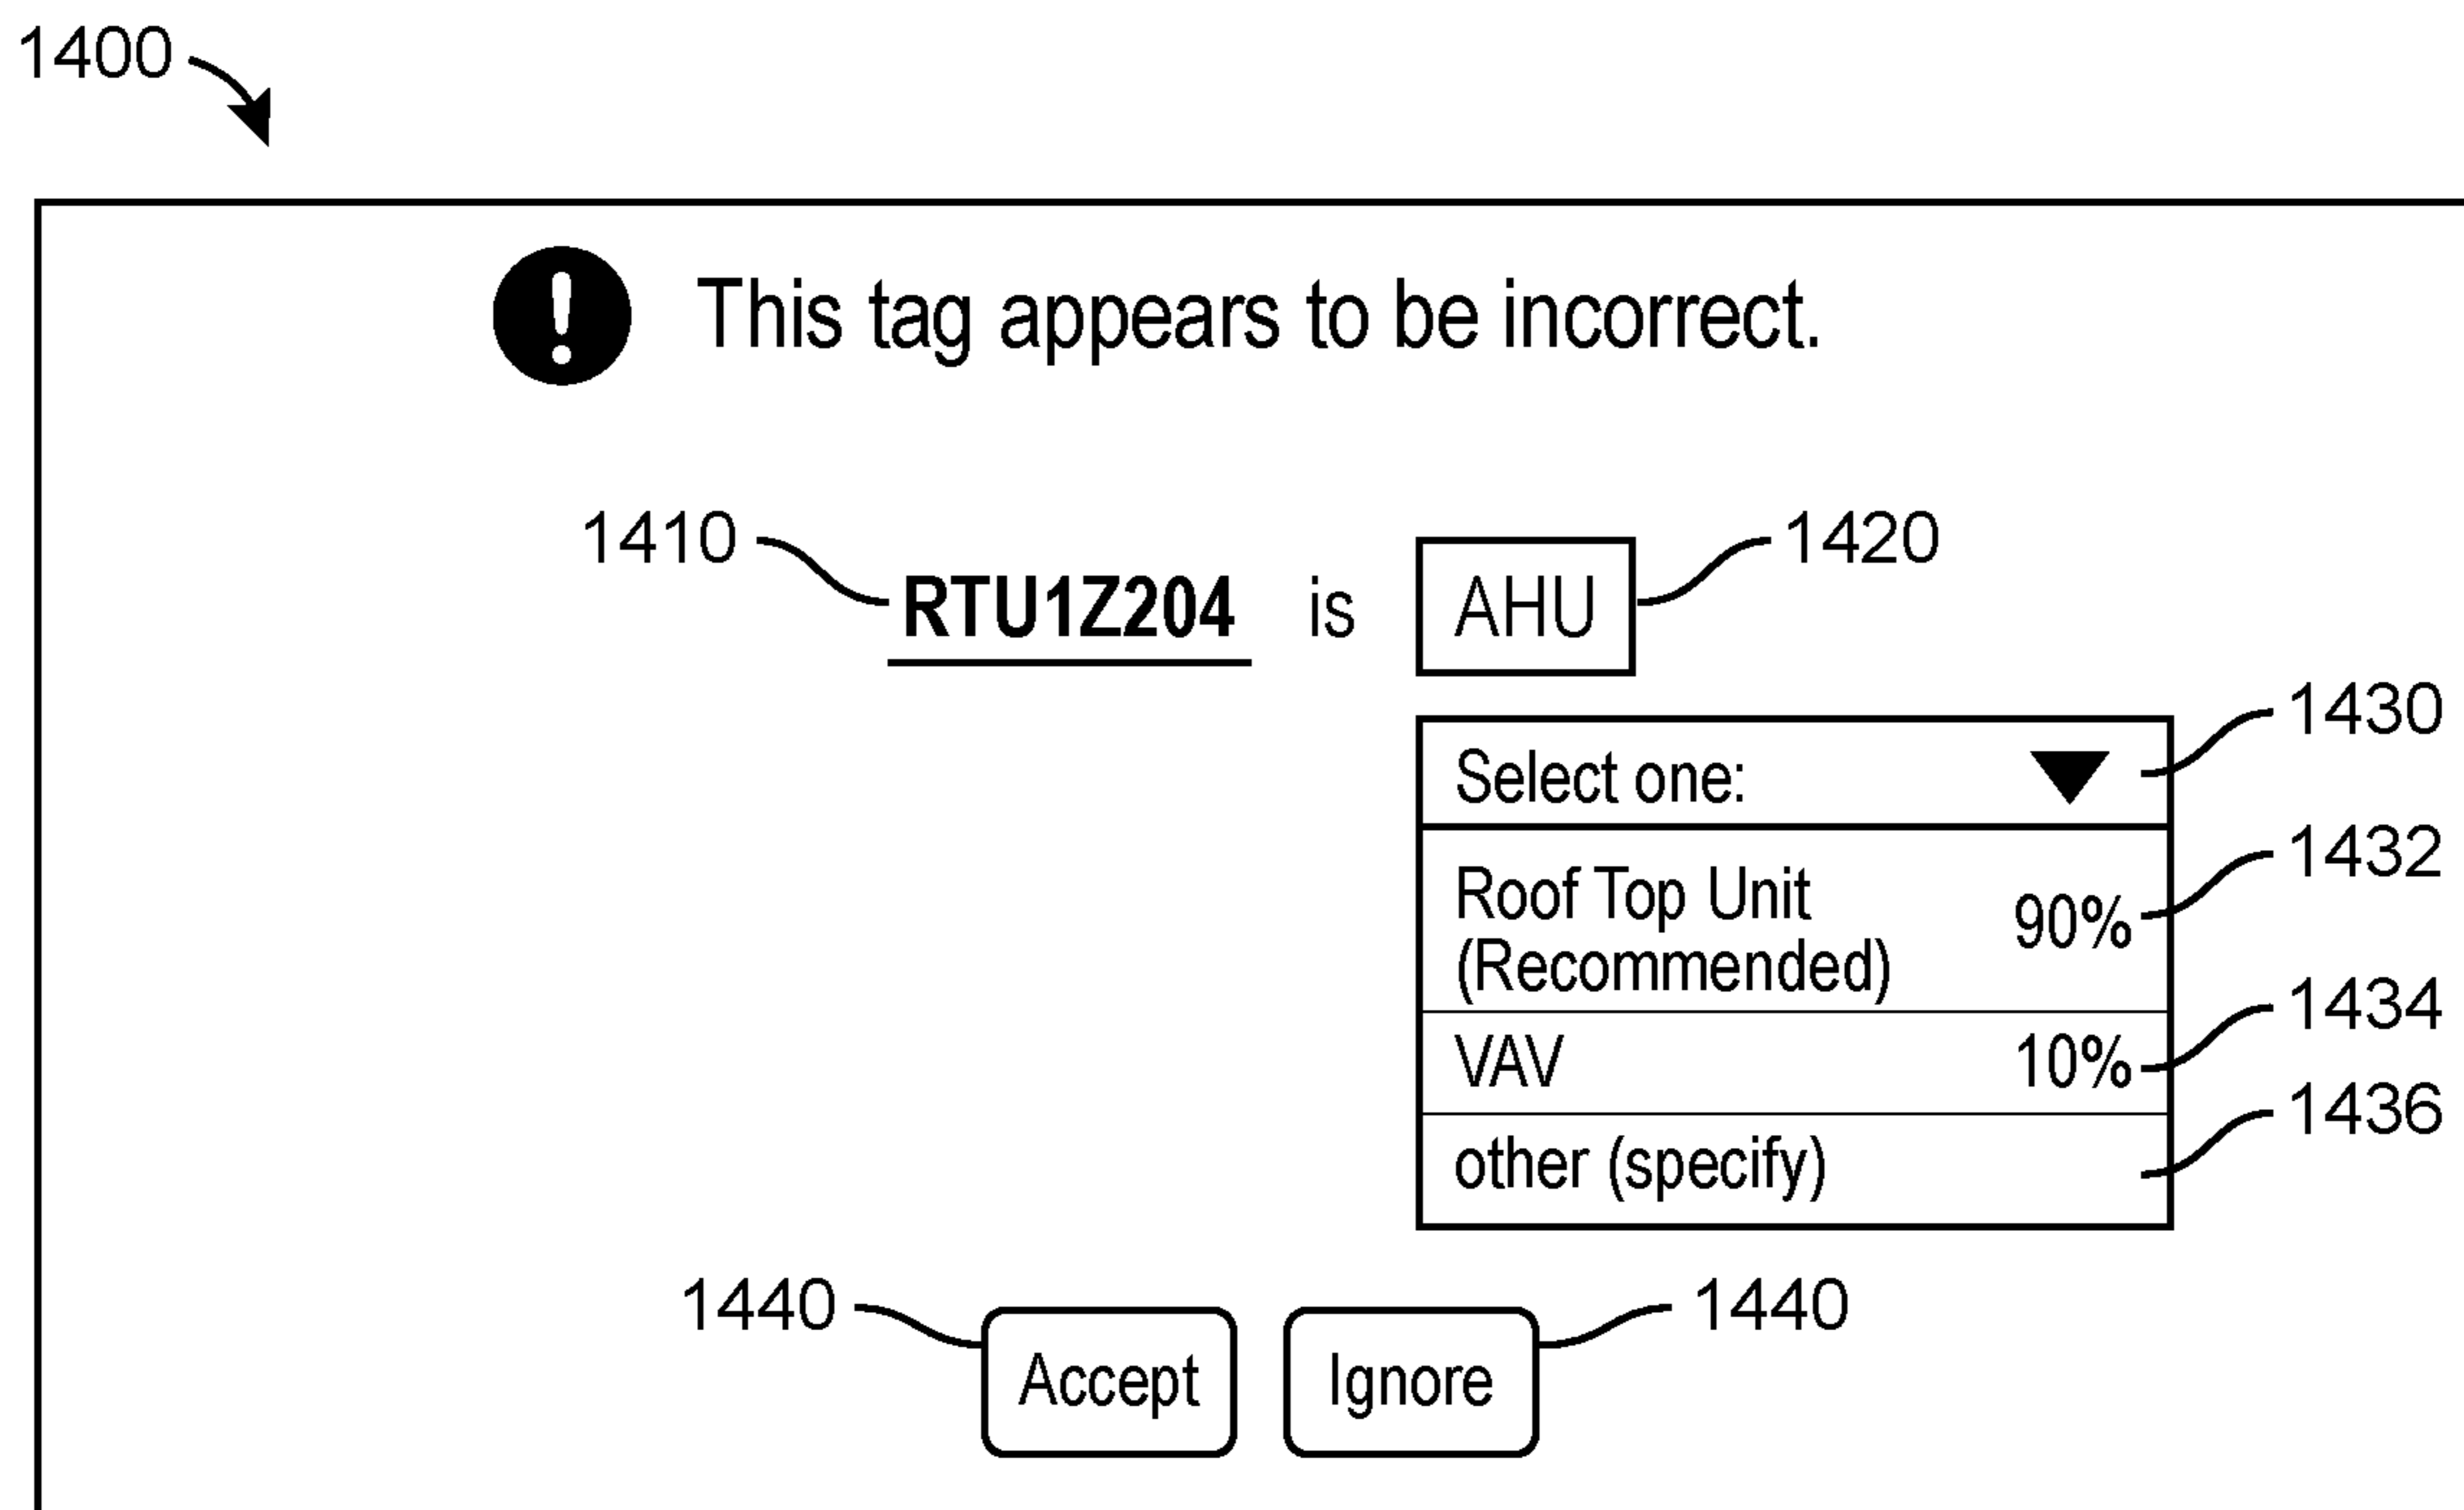 1400
This tag appears to be incorrect.
1410 RTU1Z204 is AHU 1420
Select one: 1430
Roof Top Unit
(Recommended) 90% 1432
VAV 10% 1434
other (specify) 1436
1440 Accept Ignore 1440